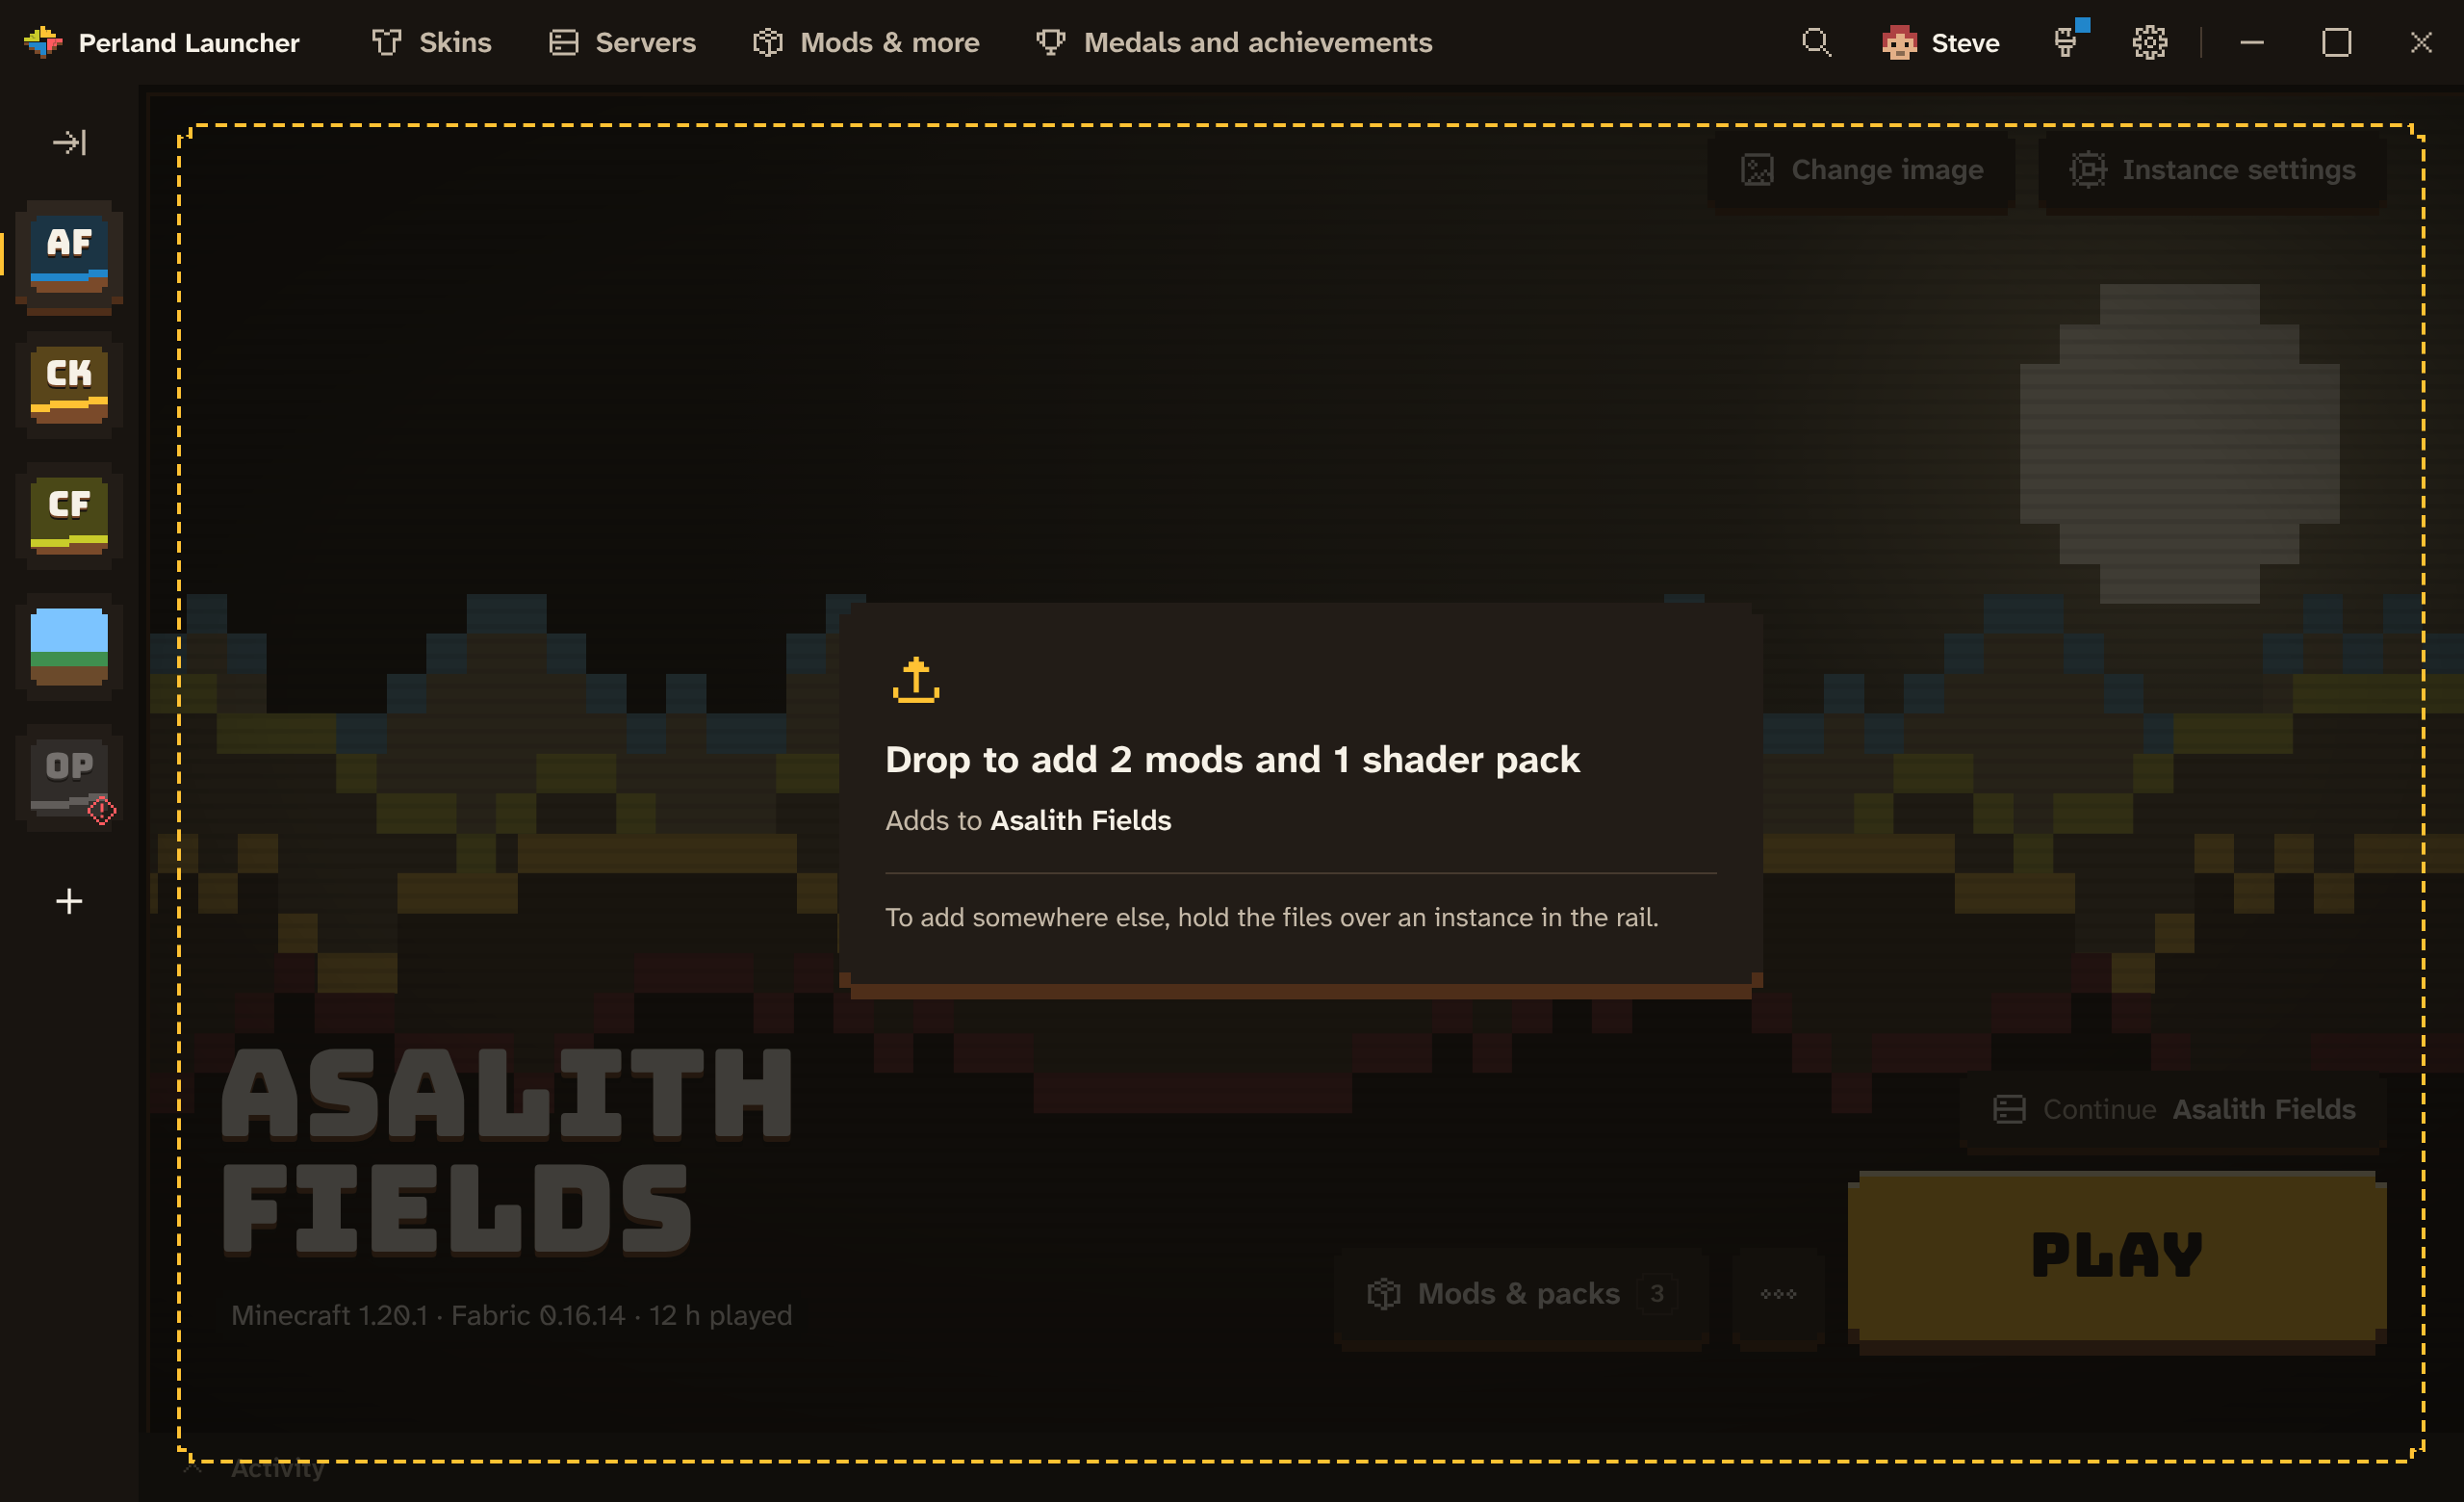 Perland Launcher
Skins
Servers
Mods & more
Medals and achievements
Steve
Change image
Instance settings
AF
CK
CF
OP
Drop to add 2 mods and 1 shader pack
Adds to Asalith Fields
To add somewhere else, hold the files over an instance in the rail.
ASALITH
FIELDS
Minecraft 1.20.1 · Fabric 0.16.14 · 12 h played
Continue Asalith Fields
Mods & packs 3
PLAY
Activity